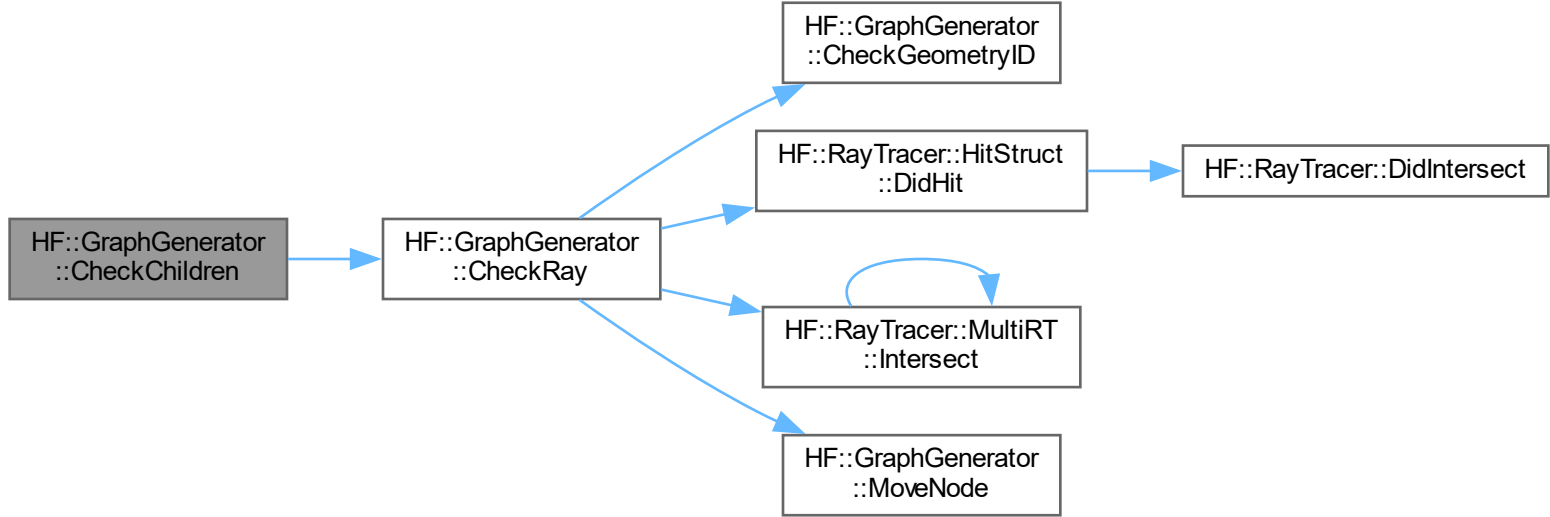 HF::GraphGenerator
::CheckChildren
HF::GraphGenerator
::CheckRay
HF::GraphGenerator
::CheckGeometryID
HF::RayTracer::HitStruct
::DidHit
HF::RayTracer::DidIntersect
HF::RayTracer::MultiRT
::Intersect
HF::GraphGenerator
::MoveNode